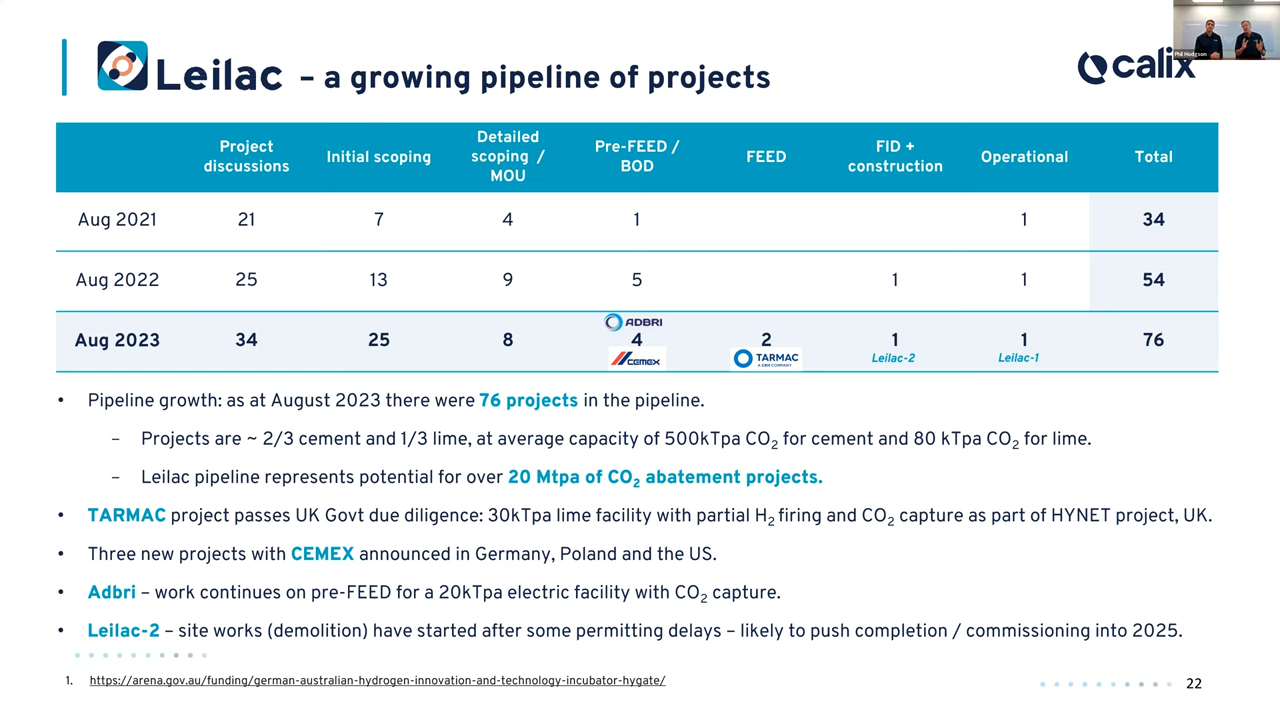 Phil Hodgson
Leilac – a growing pipeline of projects
calix
Project discussions Initial scoping Detailed scoping / MOU Pre-FEED / BOD FEED FID + construction Operational Total
Aug 2021 21 7 4 1 1 34
Aug 2022 25 13 9 5 1 1 54
ADBRI
Aug 2023 34 25 8 4 2 1 1 76
CEMEX TARMAC A CRH COMPANY Leilac-2 Leilac-1
• Pipeline growth: as at August 2023 there were 76 projects in the pipeline.
– Projects are ~ 2/3 cement and 1/3 lime, at average capacity of 500kTpa CO2 for cement and 80 kTpa CO2 for lime.
– Leilac pipeline represents potential for over 20 Mtpa of CO2 abatement projects.
• TARMAC project passes UK Govt due diligence: 30kTpa lime facility with partial H2 firing and CO2 capture as part of HYNET project, UK.
• Three new projects with CEMEX announced in Germany, Poland and the US.
• Adbri – work continues on pre-FEED for a 20kTpa electric facility with CO2 capture.
• Leilac-2 – site works (demolition) have started after some permitting delays – likely to push completion / commissioning into 2025.
1. https://arena.gov.au/funding/german-australian-hydrogen-innovation-and-technology-incubator-hygate/
22